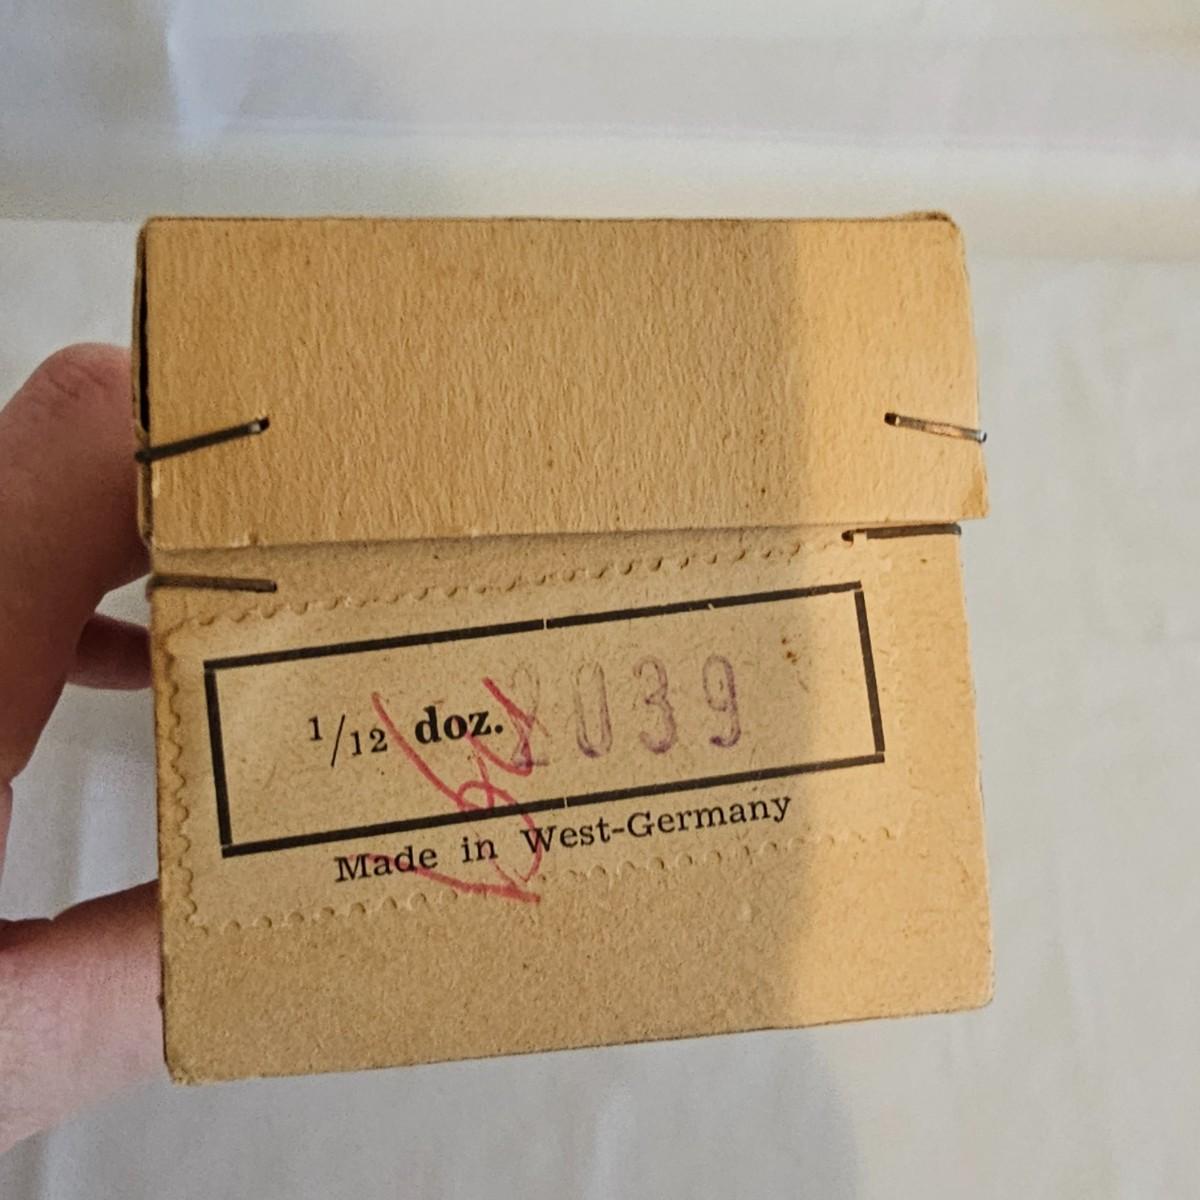 1/12 doz. 2039
Made in West-Germany